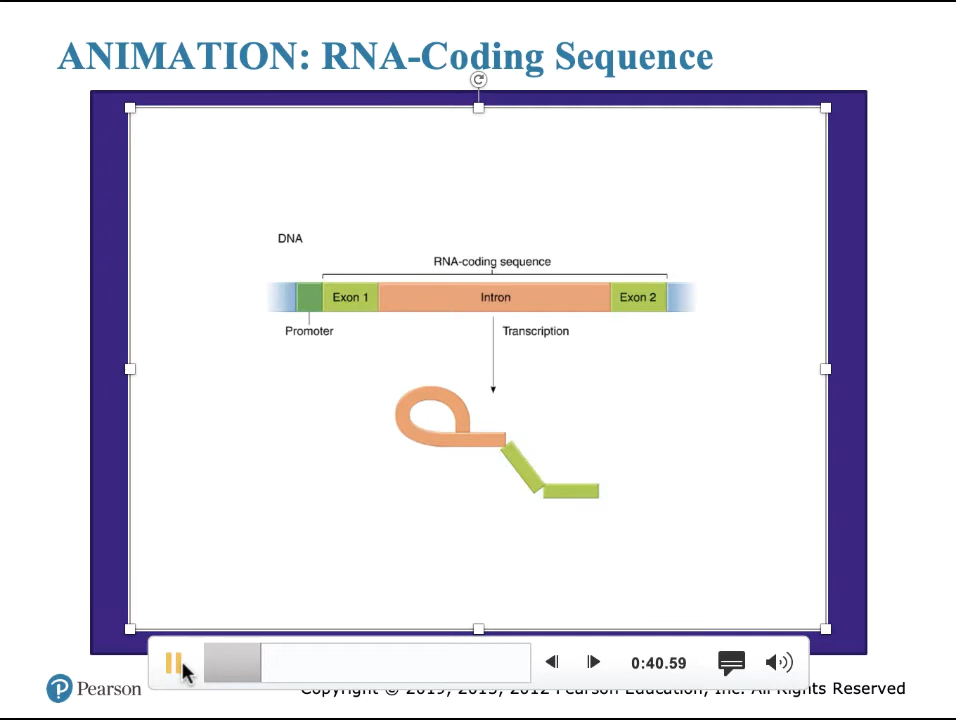 ANIMATION: RNA-Coding Sequence
DNA
RNA-coding sequence
Exon 1 Intron Exon 2
Promoter
Transcription
0:40.59
Pearson
Copyright © 2019, 2015, 2012 Pearson Education, Inc. All Rights Reserved